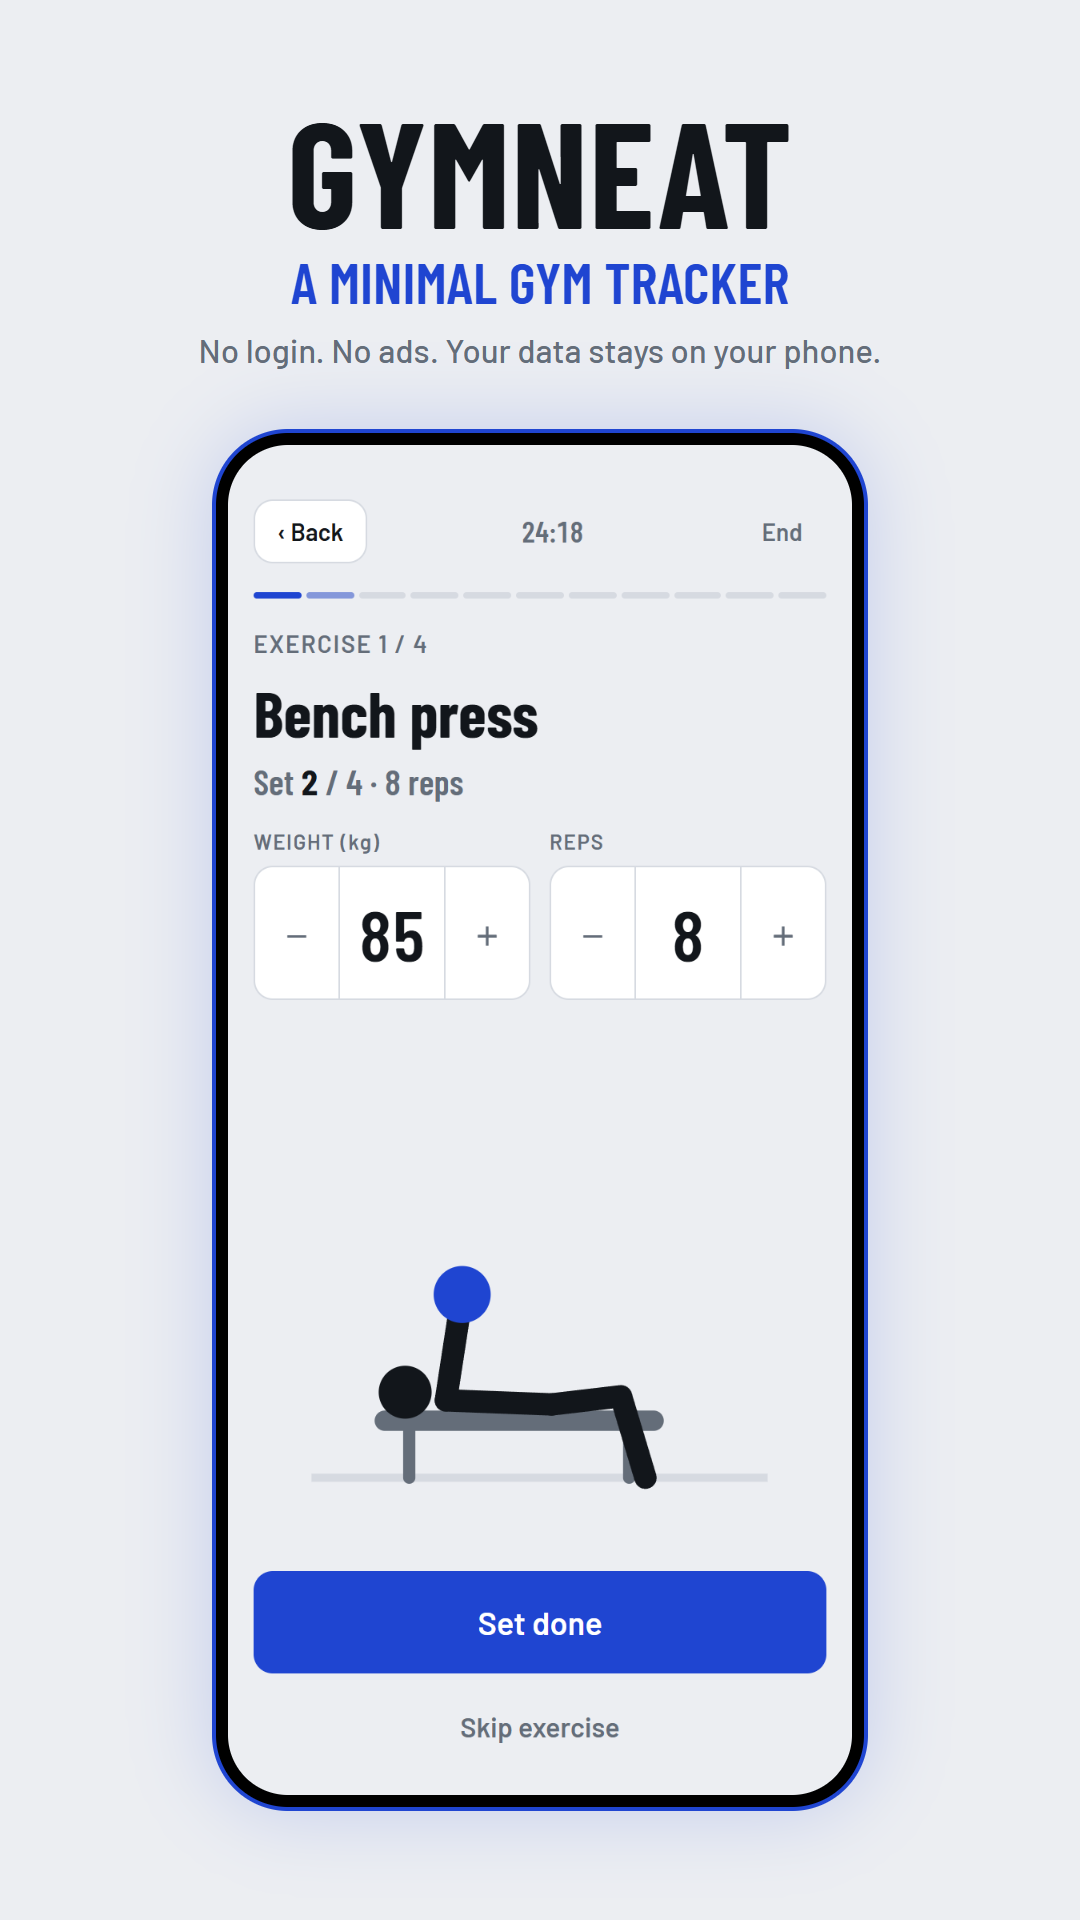 GYMNEAT
A MINIMAL GYM TRACKER
No login. No ads. Your data stays on your phone.
‹ Back 24:18 End
EXERCISE 1 / 4
Bench press
Set 2 / 4 · 8 reps
WEIGHT (kg) REPS
− 85 + − 8 +
Set done
Skip exercise